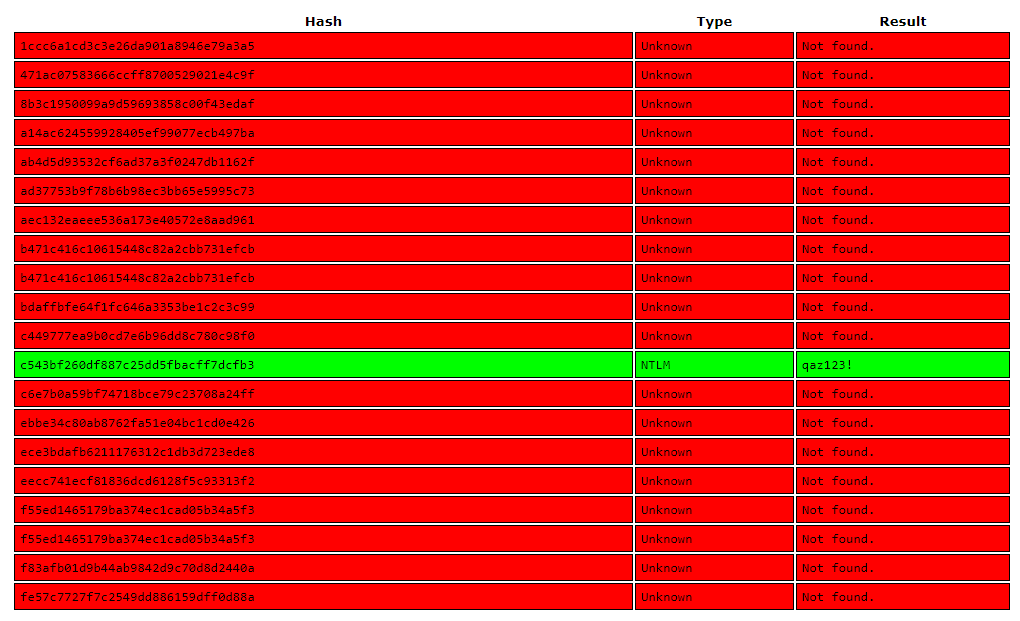 Hash Type Result
1ccc6a1cd3c3e26da901a8946e79a3a5 Unknown Not found.
471ac07583666ccff8700529021e4c9f Unknown Not found.
8b3c1950099a9d59693858c00f43edaf Unknown Not found.
a14ac624559928405ef99077ecb497ba Unknown Not found.
ab4d5d93532cf6ad37a3f0247db1162f Unknown Not found.
ad37753b9f78b6b98ec3bb65e5995c73 Unknown Not found.
aec132eaeee536a173e40572e8aad961 Unknown Not found.
b471c416c10615448c82a2cbb731efcb Unknown Not found.
b471c416c10615448c82a2cbb731efcb Unknown Not found.
bdaffbfe64f1fc646a3353be1c2c3c99 Unknown Not found.
c449777ea9b0cd7e6b96dd8c780c98f0 Unknown Not found.
c543bf260df887c25dd5fbacff7dcfb3 NTLM qaz123!
c6e7b0a59bf74718bce79c23708a24ff Unknown Not found.
ebbe34c80ab8762fa51e04bc1cd0e426 Unknown Not found.
ece3bdafb6211176312c1db3d723ede8 Unknown Not found.
eecc741ecf81836dcd6128f5c93313f2 Unknown Not found.
f55ed1465179ba374ec1cad05b34a5f3 Unknown Not found.
f55ed1465179ba374ec1cad05b34a5f3 Unknown Not found.
f83afb01d9b44ab9842d9c70d8d2440a Unknown Not found.
fe57c7727f7c2549dd886159dff0d88a Unknown Not found.